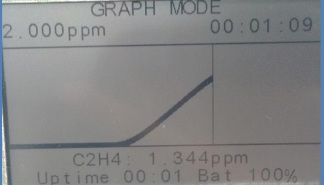 GRAPH MODE
2.000ppm 00:01:09
C2H4: 1.344ppm
Uptime 00:01 Bat 100%